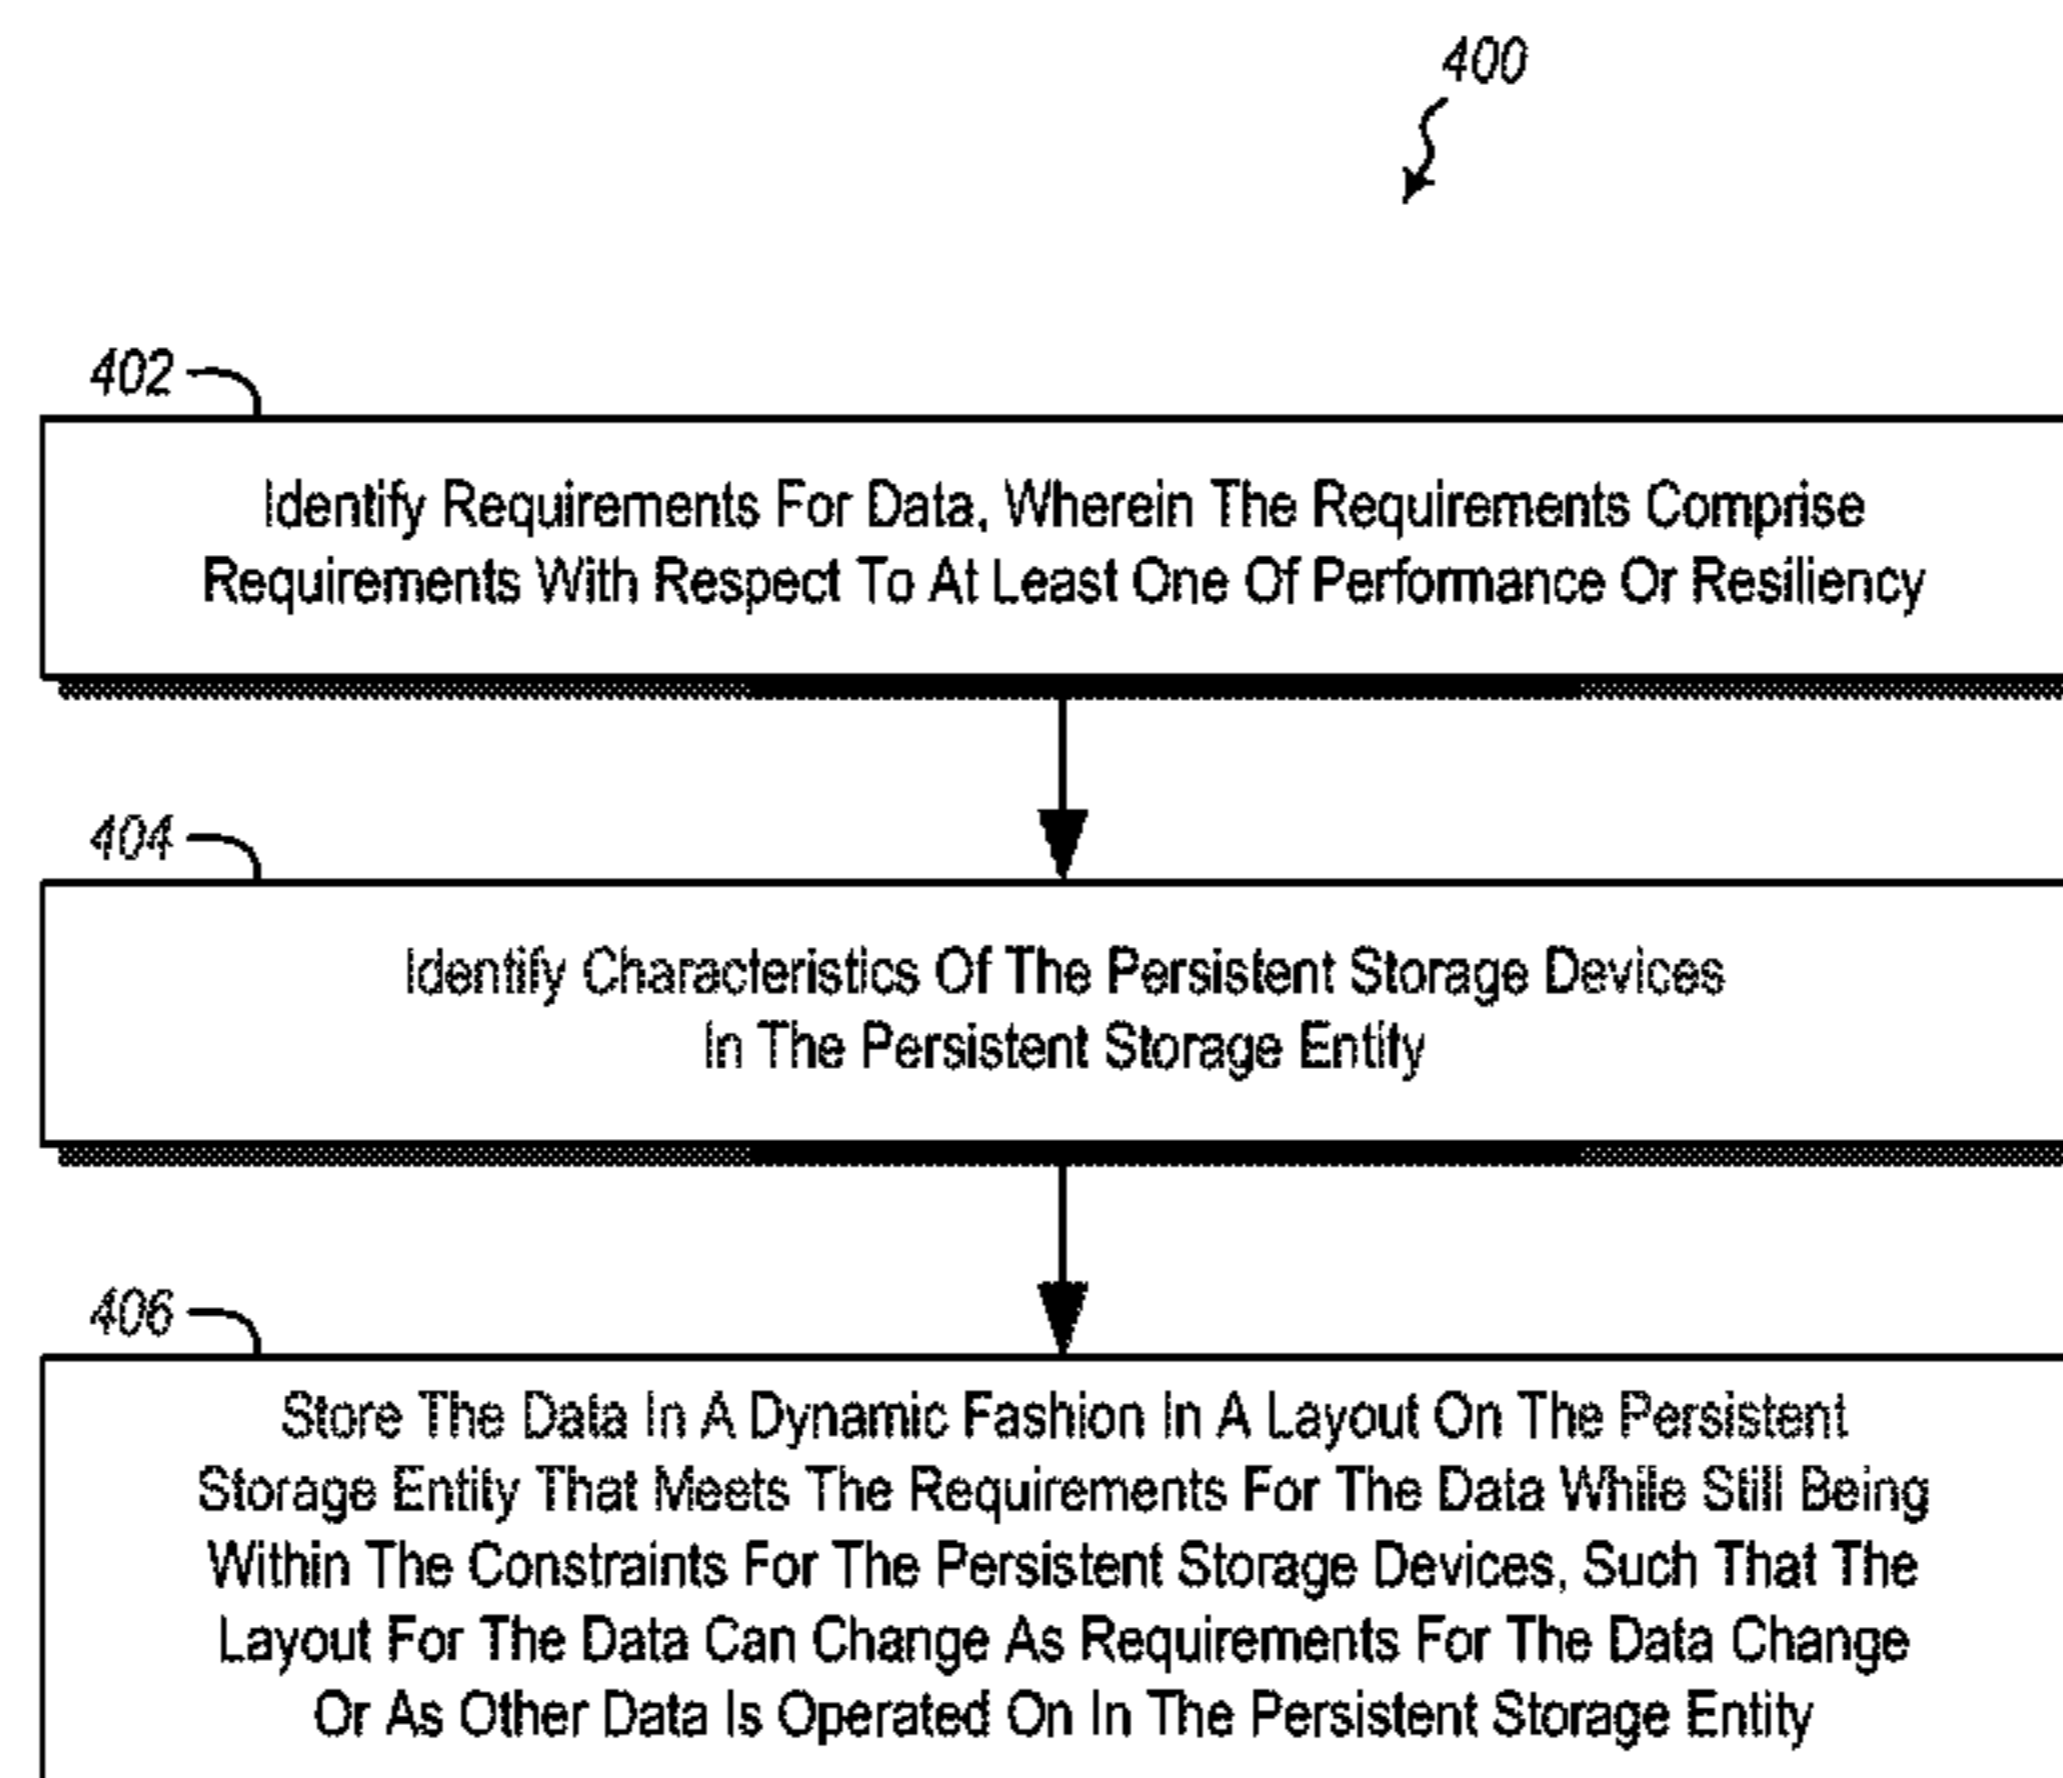 400
402
Identify Requirements For Data, Wherein The Requirements Comprise
Requirements With Respect To At Least One Of Performance Or Resiliency
404
Identify Characteristics Of The Persistent Storage Devices
In The Persistent Storage Entity
406
Store The Data In A Dynamic Fashion In A Layout On The Persistent
Storage Entity That Meets The Requirements For The Data While Still Being
Within The Constraints For The Persistent Storage Devices, Such That The
Layout For The Data Can Change As Requirements For The Data Change
Or As Other Data Is Operated On In The Persistent Storage Entity